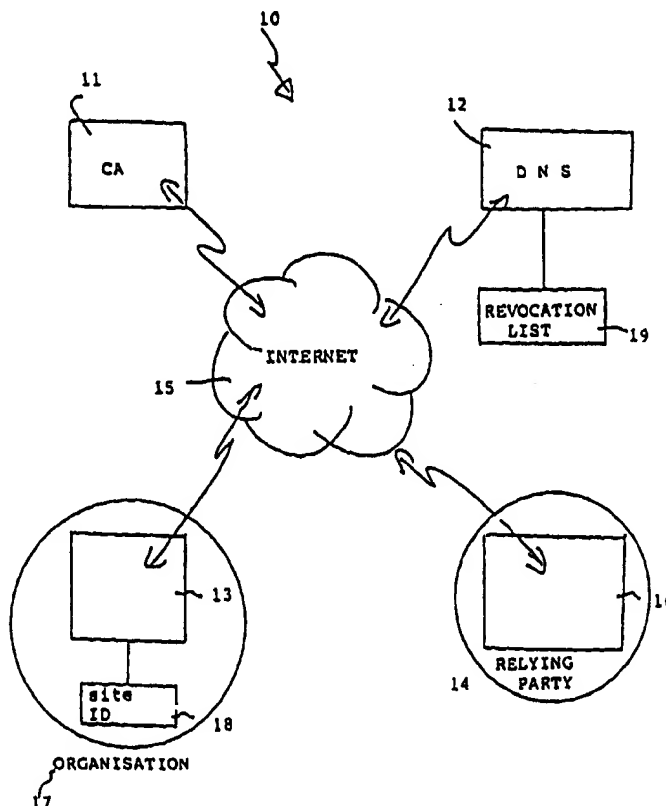 10
11
12
CA
D N S
REVOCATION
LIST
19
INTERNET
15
13
site
ID
18
ORGANISATION
17
RELYING
PARTY
14